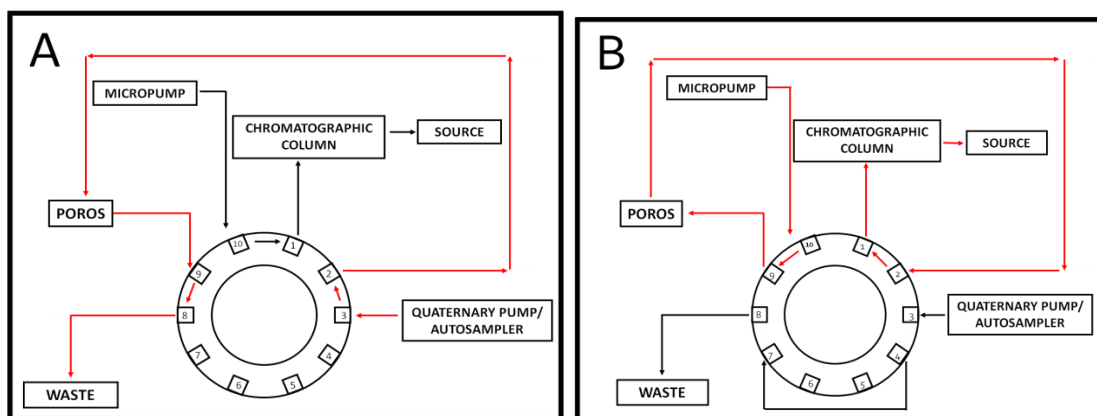 A
MICROPUMP
CHROMATOGRAPHIC
COLUMN
SOURCE
POROS
10
1
9
2
8
3
QUATERNARY PUMP/
AUTOSAMPLER
7
4
6
5
WASTE
B
MICROPUMP
CHROMATOGRAPHIC
COLUMN
SOURCE
POROS
10
1
9
2
8
3
QUATERNARY PUMP/
AUTOSAMPLER
7
4
6
5
WASTE